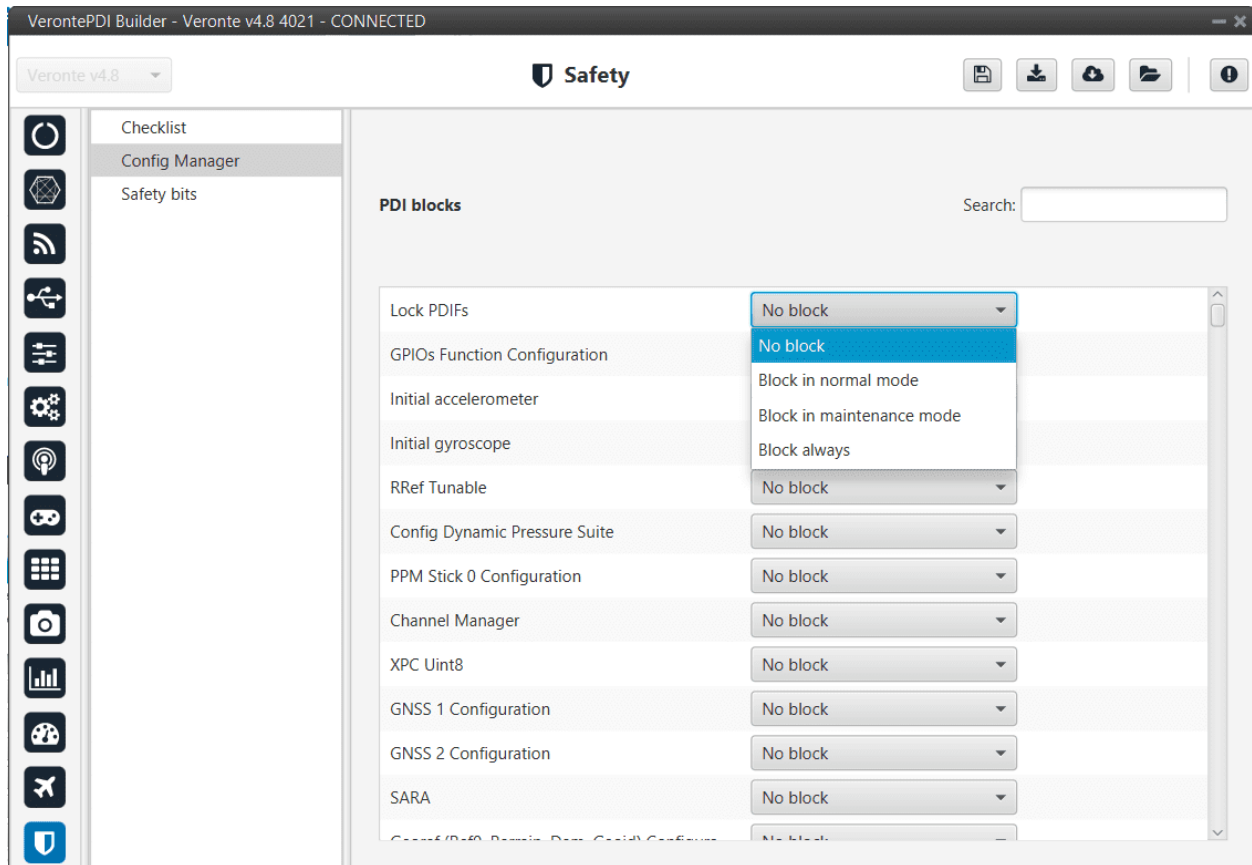 VerontePDI Builder - Veronte v4.8 4021 - CONNECTED
Veronte v4.8
Safety
Checklist
Config Manager
Safety bits
PDI blocks
Search:
Lock PDIFs No block
No block
GPIOs Function Configuration
Block in normal mode
Initial accelerometer
Block in maintenance mode
Initial gyroscope
Block always
RRef Tunable No block
Config Dynamic Pressure Suite No block
PPM Stick 0 Configuration No block
Channel Manager No block
XPC Uint8 No block
GNSS 1 Configuration No block
GNSS 2 Configuration No block
SARA No block
No block